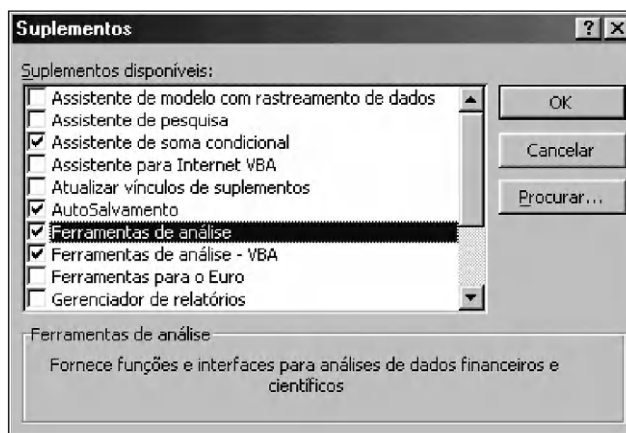 Suplementos
Suplementos disponíveis:
Assistente de modelo com rastreamento de dados
Assistente de pesquisa
Assistente de soma condicional
Assistente para Internet VBA
Atualizar vínculos de suplementos
AutoSalvamento
Ferramentas de análise
Ferramentas de análise - VBA
Ferramentas para o Euro
Gerenciador de relatórios
OK
Cancelar
Procurar...
Ferramentas de análise
Fornece funções e interfaces para análises de dados financeiros e
científicos